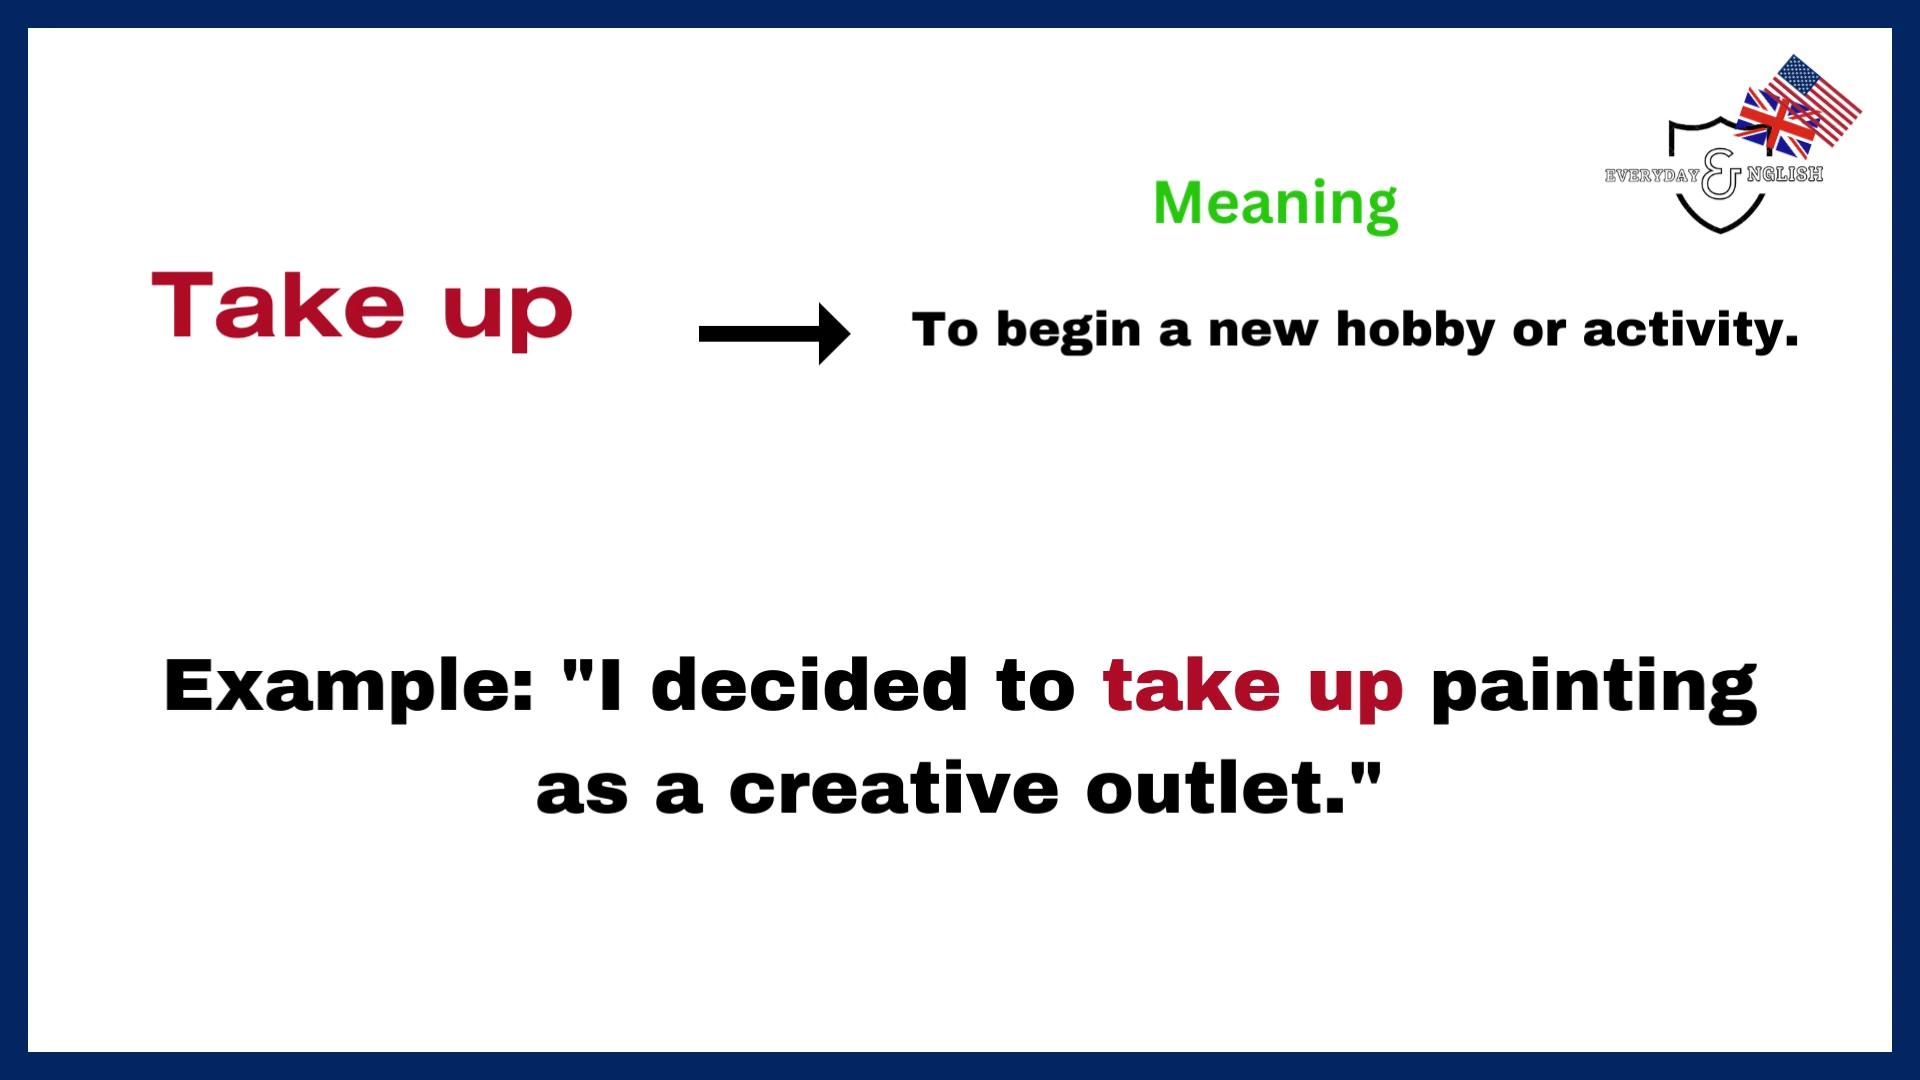 EVERYDAY & NGLISH
Meaning
Take up
To begin a new hobby or activity.
Example: "I decided to take up painting
as a creative outlet."